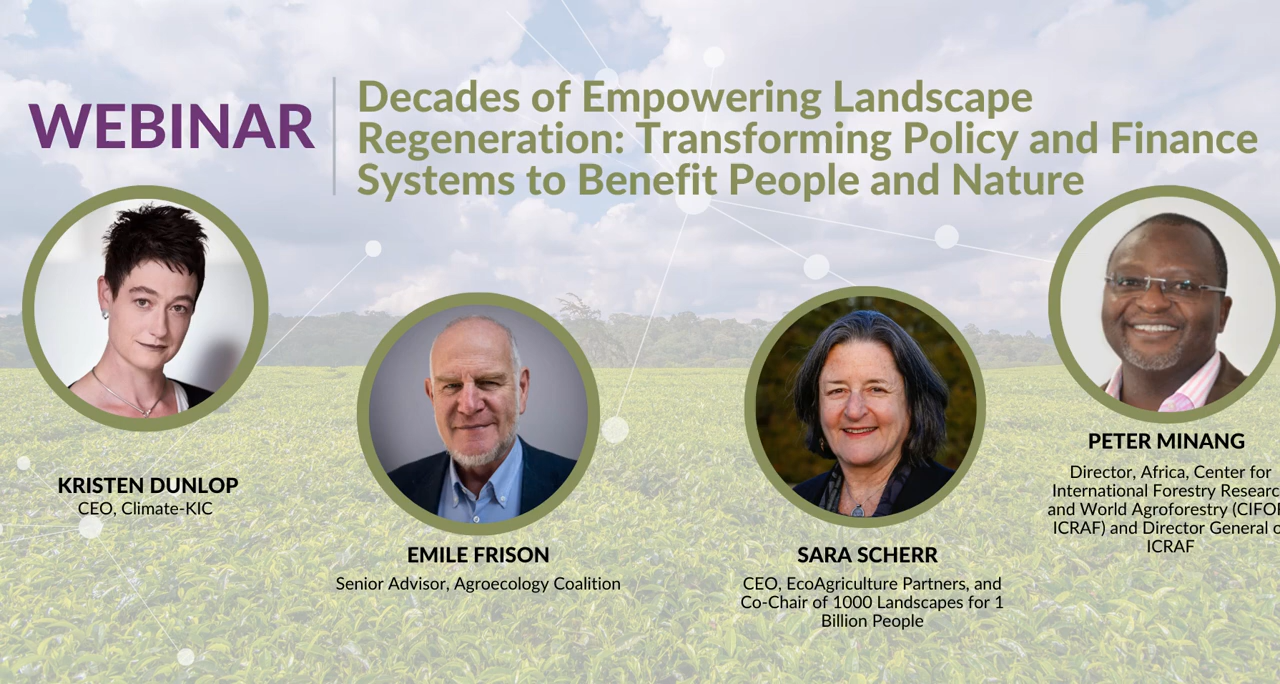 WEBINAR
Decades of Empowering Landscape
Regeneration: Transforming Policy and Finance
Systems to Benefit People and Nature
KRISTEN DUNLOP
CEO, Climate-KIC
EMILE FRISON
Senior Advisor, Agroecology Coalition
SARA SCHERR
CEO, EcoAgriculture Partners, and
Co-Chair of 1000 Landscapes for 1
Billion People
PETER MINANG
Director, Africa, Center for
International Forestry Researc
and World Agroforestry (CIFO
ICRAF) and Director General
ICRAF